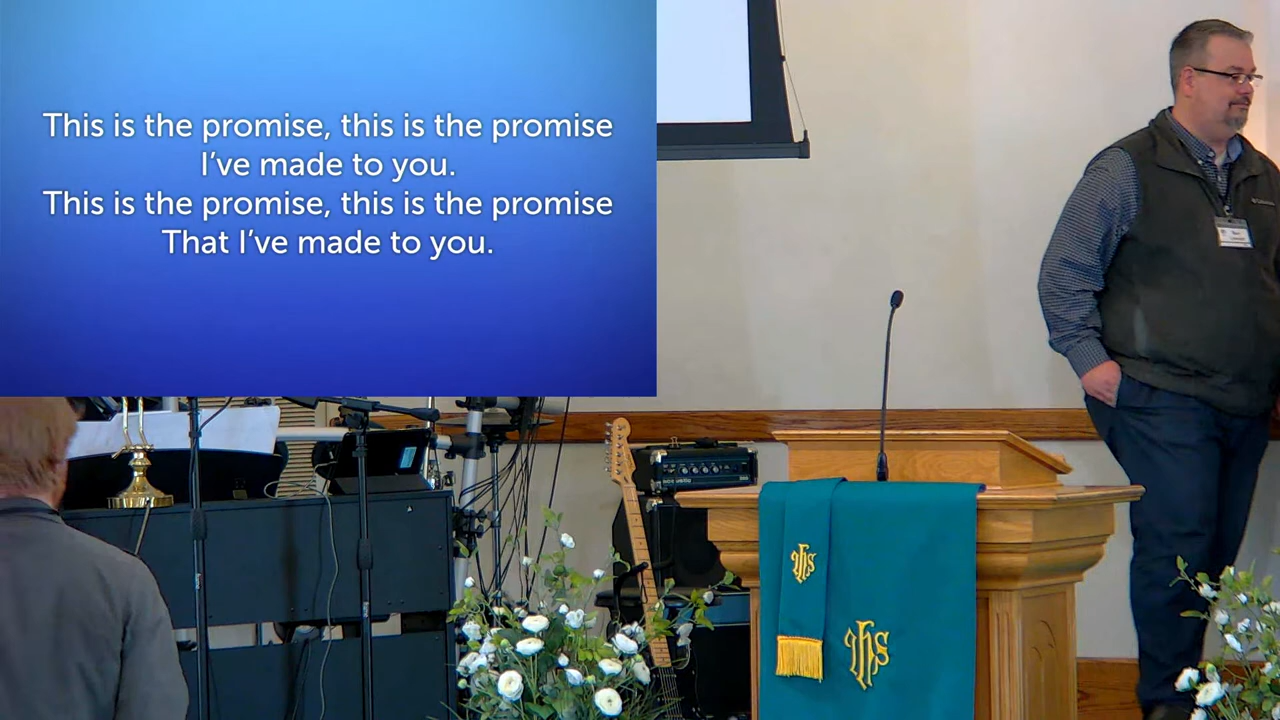 This is the promise, this is the promise
I've made to you.
This is the promise, this is the promise
That I've made to you.
IHS
IHS